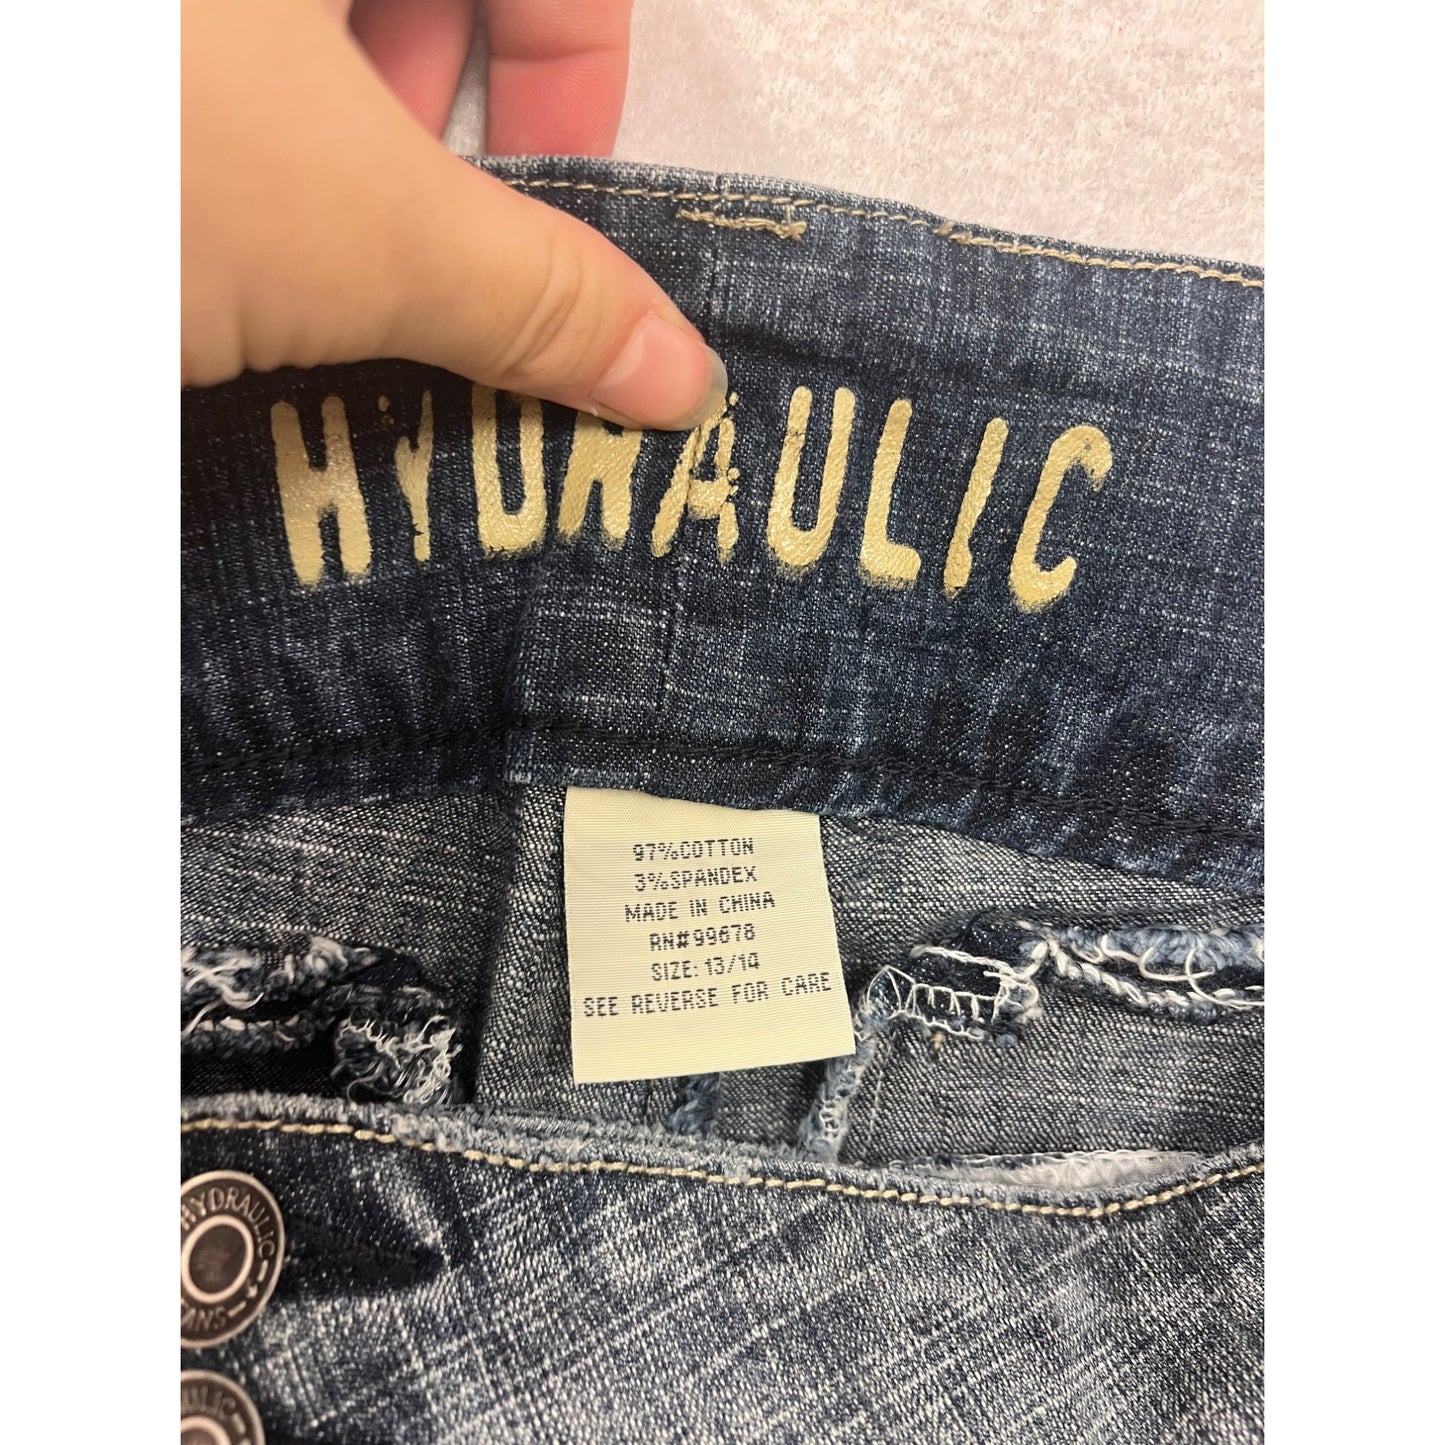 HYDRAULIC
97%COTTON
3%SPANDEX
MADE IN CHINA
RN#99678
SIZE: 13/14
SEE REVERSE FOR CARE
HYDRAULIC